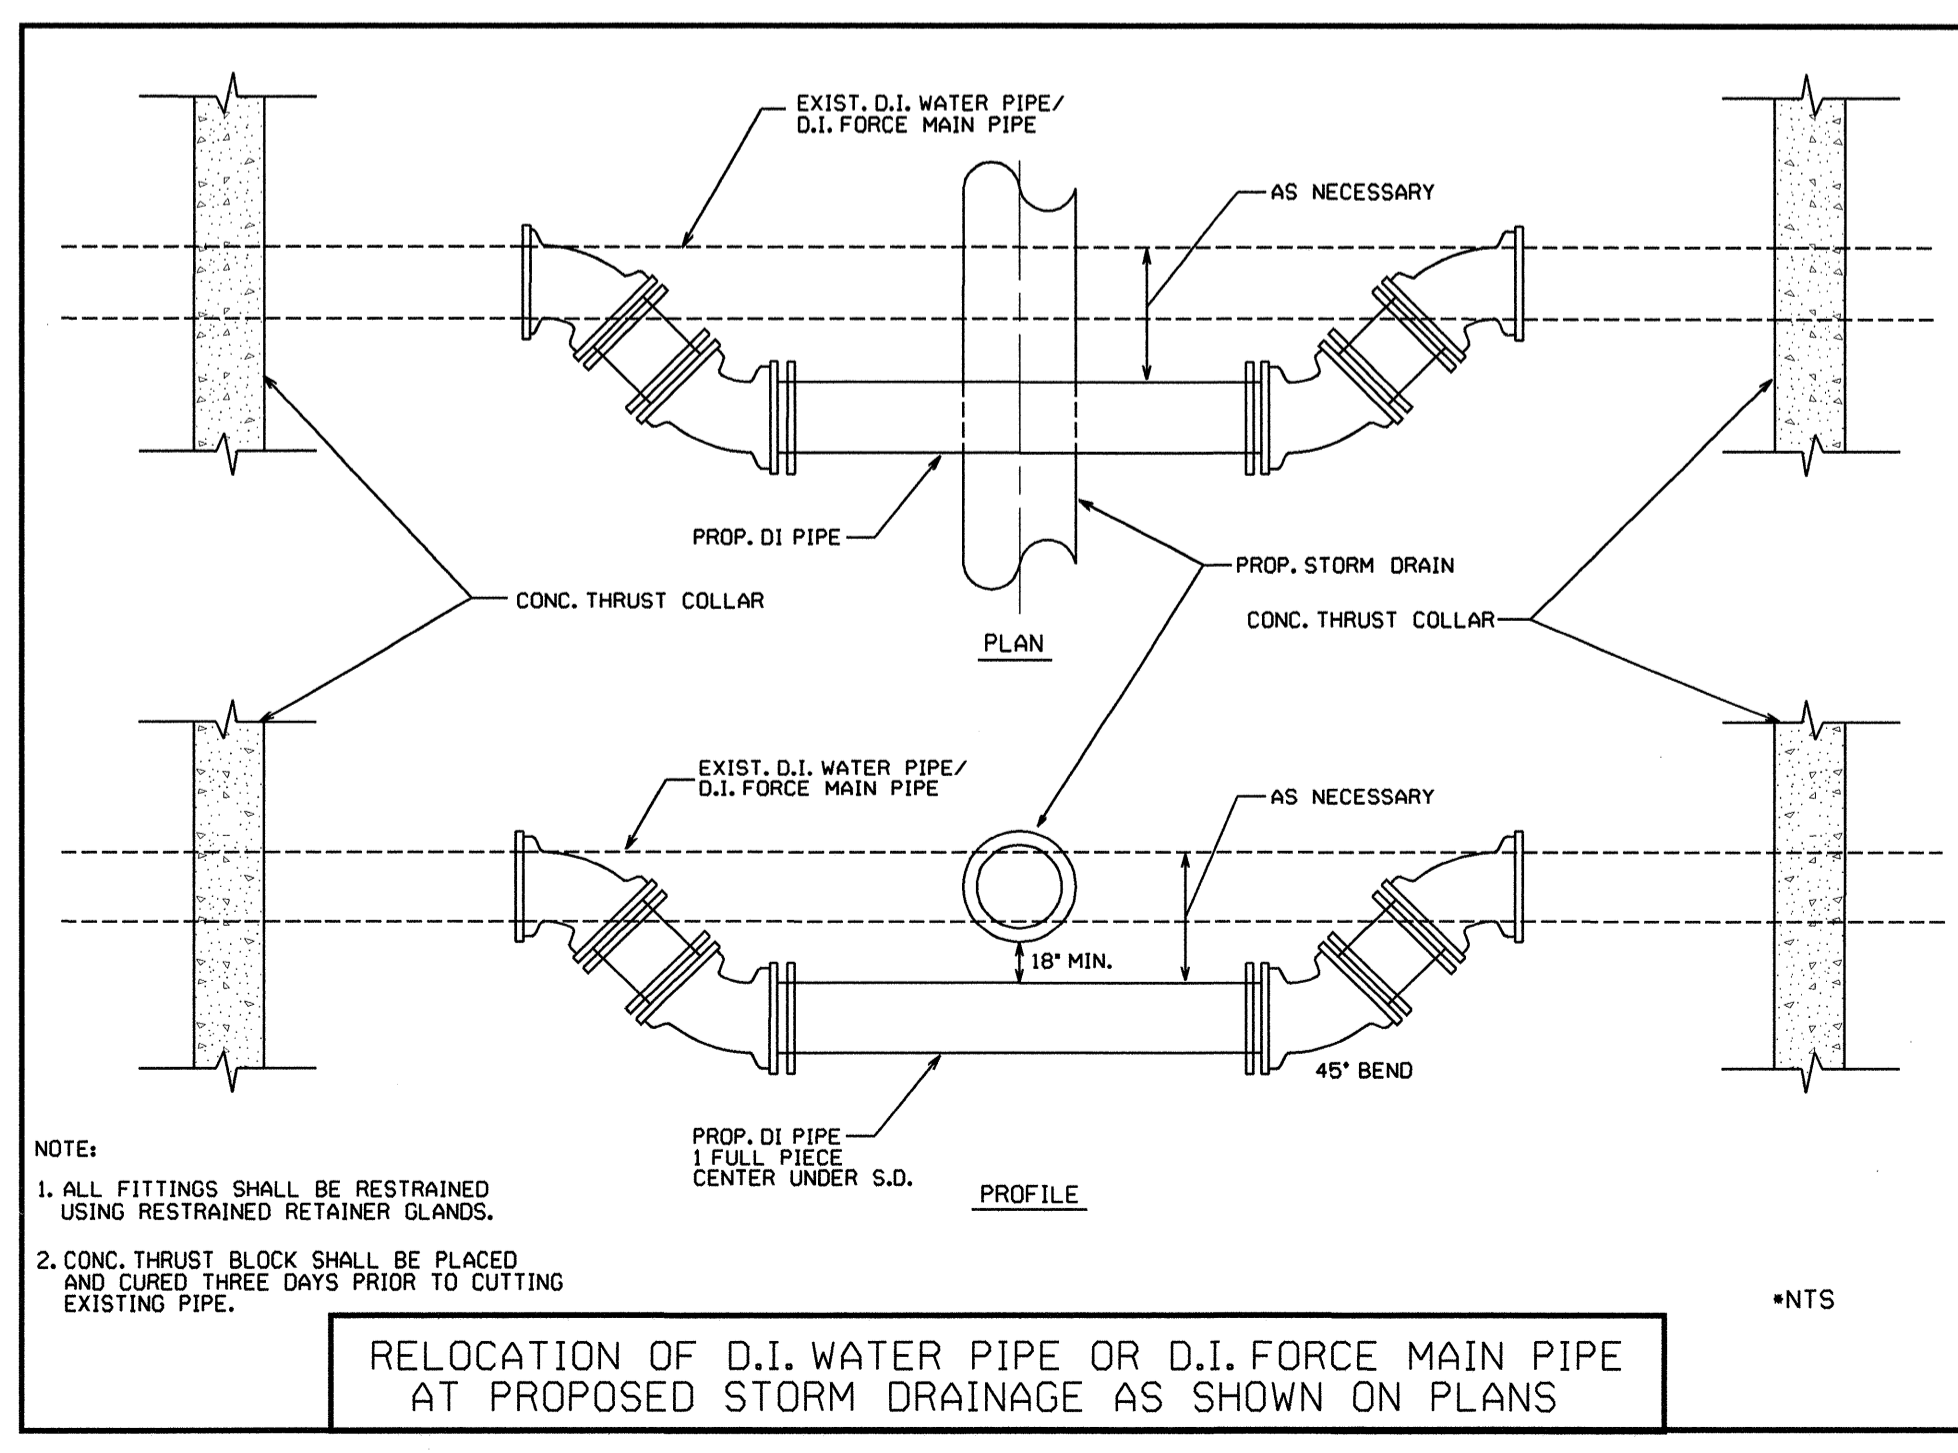 EXIST. D.I. WATER PIPE/
D.I. FORCE MAIN PIPE
AS NECESSARY
PROP. DI PIPE
PROP. STORM DRAIN
CONC. THRUST COLLAR
CONC. THRUST COLLAR
PLAN
EXIST. D.I. WATER PIPE/
D.I. FORCE MAIN PIPE
AS NECESSARY
18" MIN.
45° BEND
PROP. DI PIPE
1 FULL PIECE
CENTER UNDER S.D.
PROFILE
NOTE:
1. ALL FITTINGS SHALL BE RESTRAINED
USING RESTRAINED RETAINER GLANDS.
2. CONC. THRUST BLOCK SHALL BE PLACED
AND CURED THREE DAYS PRIOR TO CUTTING
EXISTING PIPE.
*NTS
RELOCATION OF D.I. WATER PIPE OR D.I. FORCE MAIN PIPE
AT PROPOSED STORM DRAINAGE AS SHOWN ON PLANS